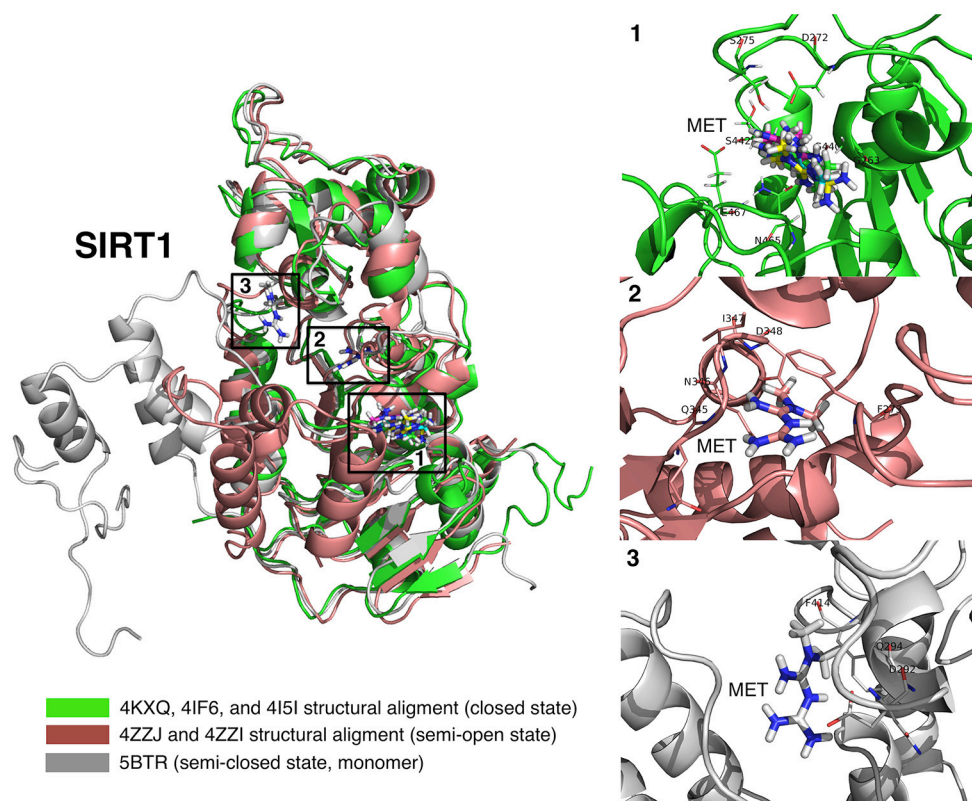 SIRT1
3
2
1
4KXQ, 4IF6, and 4I5I structural aligment (closed state)
4ZZJ and 4ZZI structural aligment (semi-open state)
5BTR (semi-closed state, monomer)
1
S275
D272
MET
S442
N465
2
I347
D348
N346
Q345
MET
3
F414
Q294
D292
MET